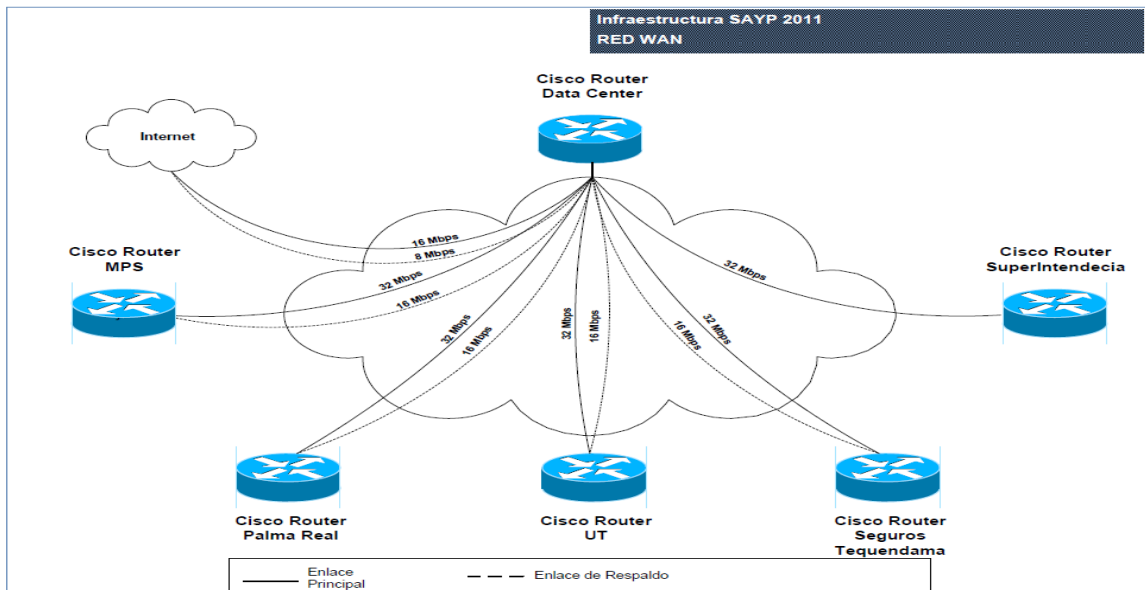 Infraestructura SAYP 2011
RED WAN
Cisco Router
Data Center
Internet
16 Mbps
8 Mbps
Cisco Router
MPS
32 Mbps
16 Mbps
32 Mbps
Cisco Router
SuperIntendecia
32 Mbps
16 Mbps
32 Mbps
16 Mbps
16 Mbps
32 Mbps
Cisco Router
Palma Real
Cisco Router
UT
Cisco Router
Seguros
Tequendama
Enlace
Principal
Enlace de Respaldo